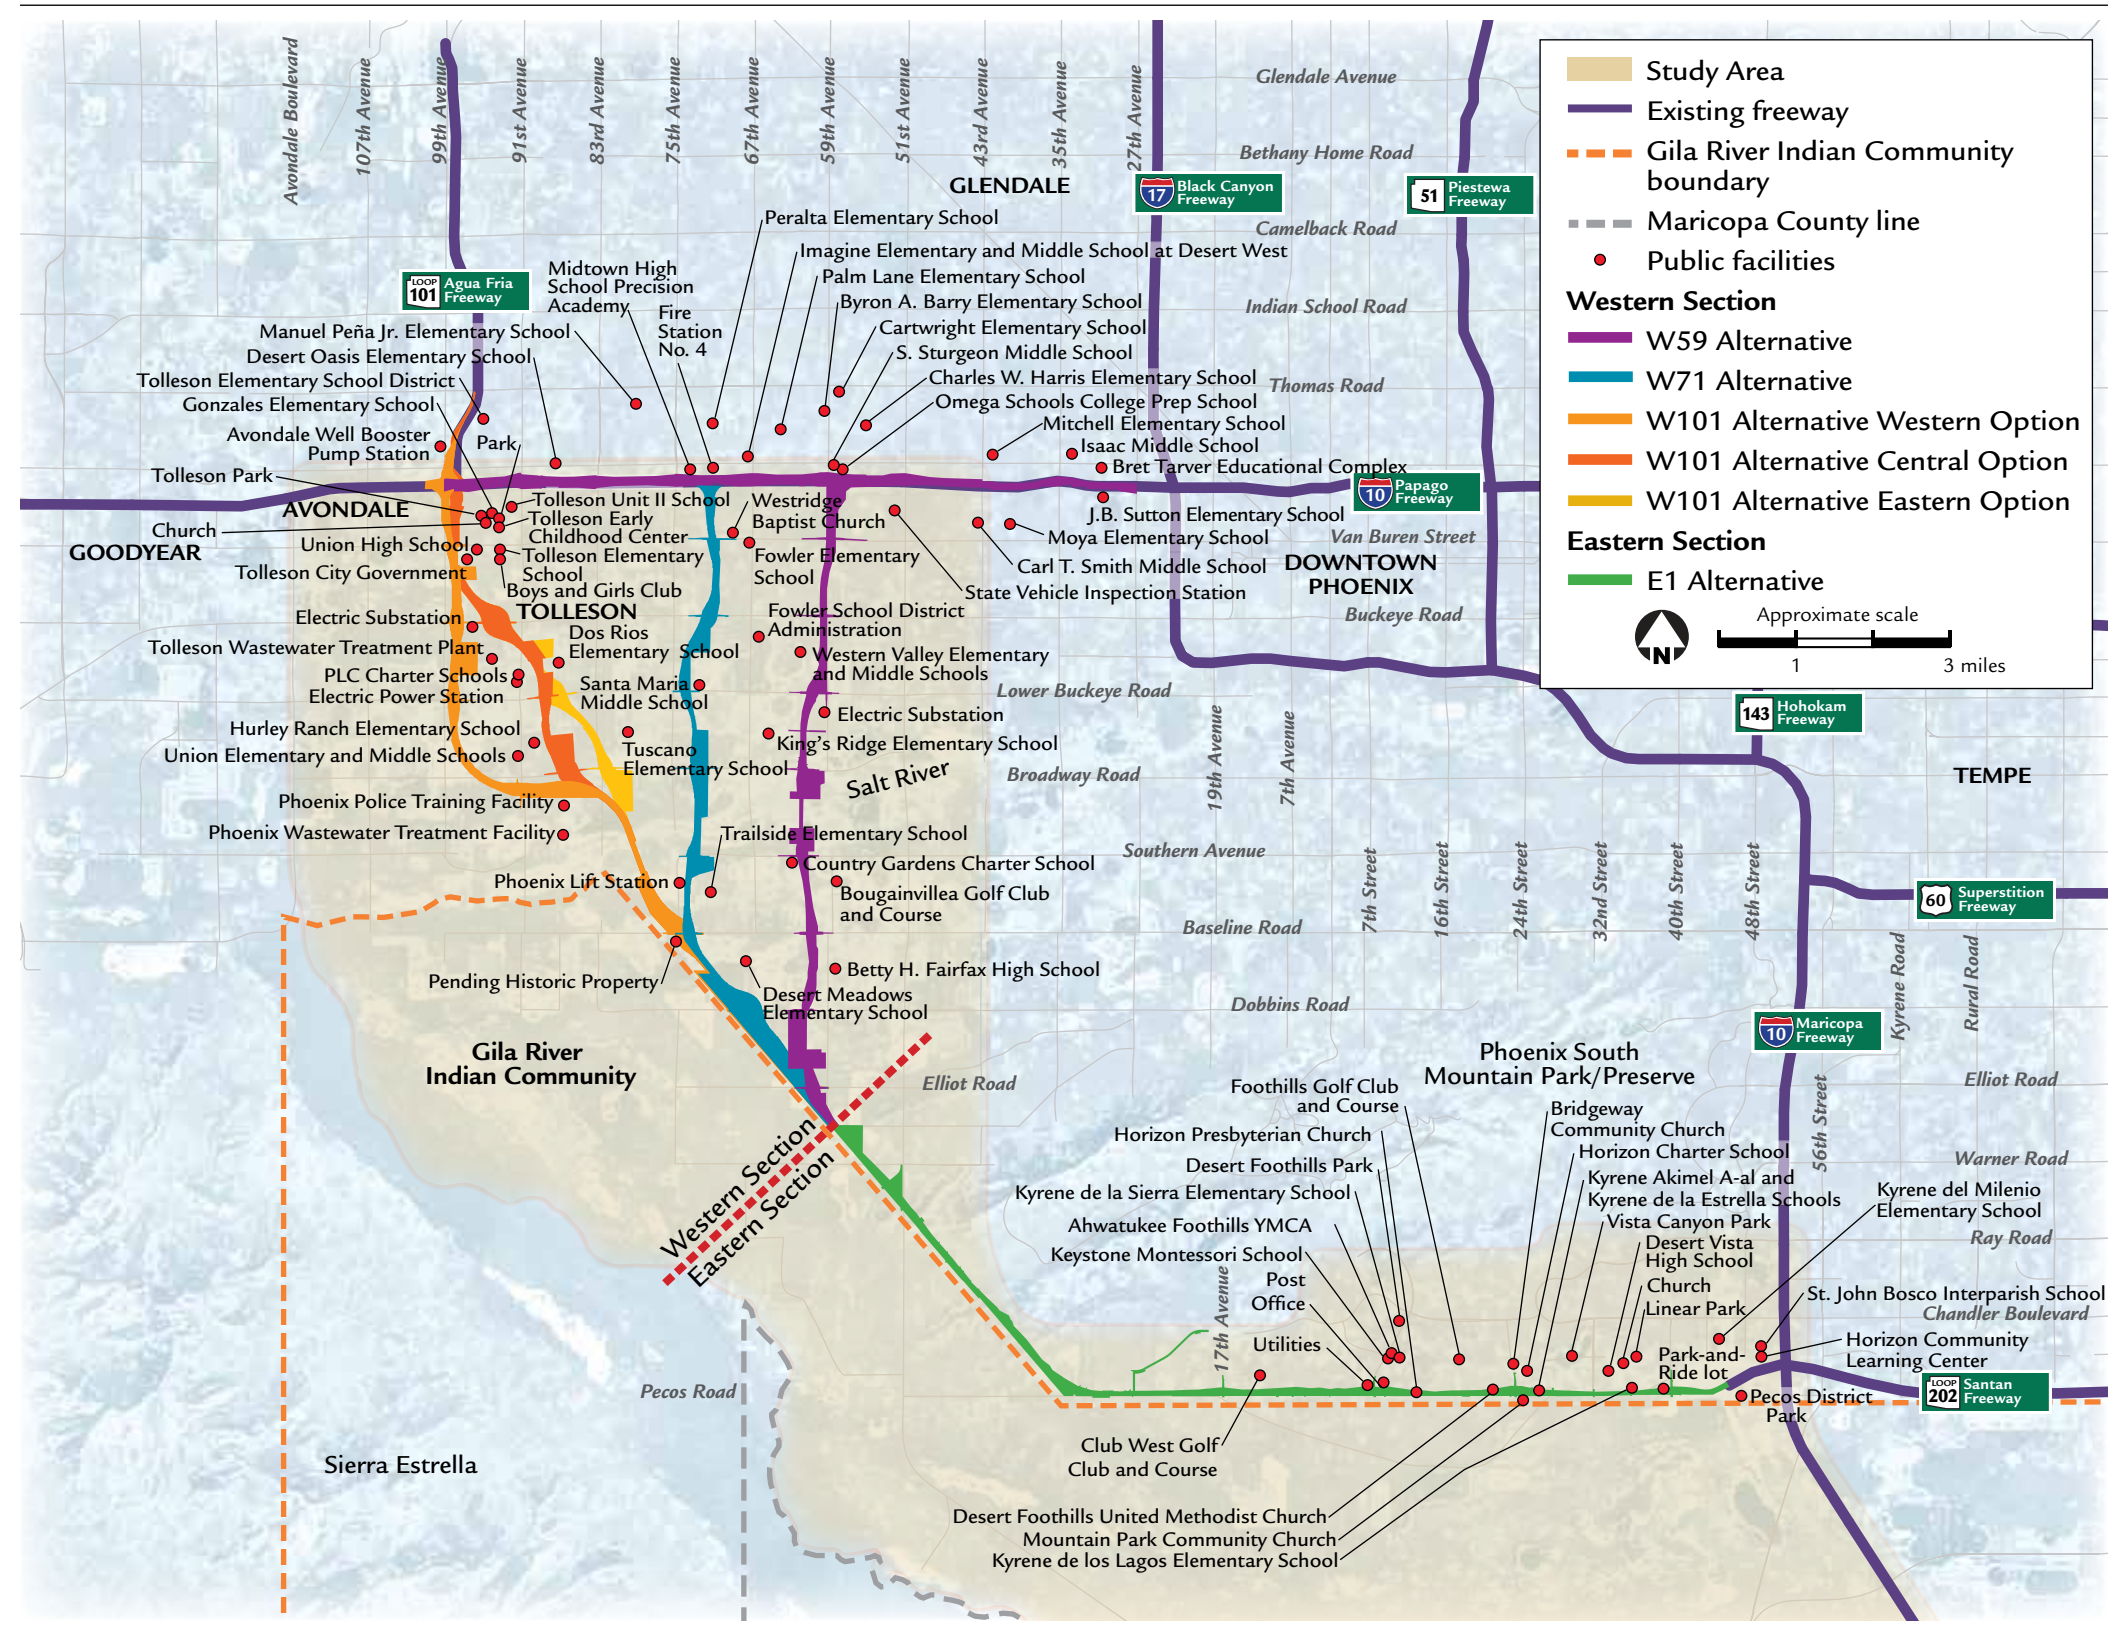 Avondale Boulevard
107th Avenue
99th Avenue
91st Avenue
83rd Avenue
75th Avenue
67th Avenue
59th Avenue
51st Avenue
43rd Avenue
35th Avenue
27th Avenue
Glendale Avenue
Bethany Home Road
GLENDALE
17 Black Canyon
Freeway
51 Piestewa
Freeway
Camelback Road
Indian School Road
Thomas Road
LOOP
101
Agua Fria
Freeway
Peralta Elementary School
Imagine Elementary and Middle School at Desert West
Palm Lane Elementary School
Byron A. Barry Elementary School
Cartwright Elementary School
S. Sturgeon Middle School
Charles W. Harris Elementary School
Omega Schools College Prep School
Mitchell Elementary School
Isaac Middle School
Bret Tarver Educational Complex
Midtown High
School Precision
Academy
Fire
Station
No. 4
Manuel Peña Jr. Elementary School
Desert Oasis Elementary School
Tolleson Elementary School District
Gonzales Elementary School
Avondale Well Booster
Pump Station
Park
Tolleson Park
AVONDALE
Church
GOODYEAR
Union High School
Tolleson City Government
Tolleson Unit II School
Tolleson Early
Childhood Center
Tolleson Elementary
School
Boys and Girls Club
TOLLESON
Westridge
Baptist Church
Fowler Elementary
School
10 Papago
Freeway
J.B. Sutton Elementary School
Moya Elementary School
Carl T. Smith Middle School
State Vehicle Inspection Station
Van Buren Street
DOWNTOWN
PHOENIX
Buckeye Road
Electric Substation
Tolleson Wastewater Treatment Plant
PLC Charter Schools
Electric Power Station
Hurley Ranch Elementary School
Union Elementary and Middle Schools
Dos Rios
Elementary School
Santa Maria
Middle School
Tuscano
Elementary School
Fowler School District
Administration
Western Valley Elementary
and Middle Schools
Electric Substation
King's Ridge Elementary School
Lower Buckeye Road
Salt River
Broadway Road
19th Avenue
7th Avenue
Phoenix Police Training Facility
Phoenix Wastewater Treatment Facility
Trailside Elementary School
Country Gardens Charter School
Phoenix Lift Station
Bougainvillea Golf Club
and Course
Southern Avenue
Baseline Road
7th Street
16th Street
24th Street
32nd Street
40th Street
48th Street
Pending Historic Property
Betty H. Fairfax High School
Desert Meadows
Elementary School
Dobbins Road
Gila River
Indian Community
Elliot Road
Western Section
Eastern Section
143 Hohokam
Freeway
TEMPE
60 Superstition
Freeway
Kyrene Road
Rural Road
10 Maricopa
Freeway
Phoenix South
Mountain Park/Preserve
56th Street
Elliot Road
Warner Road
Ray Road
Chandler Boulevard
Foothills Golf Club
and Course
Horizon Presbyterian Church
Desert Foothills Park
Kyrene de la Sierra Elementary School
Ahwatukee Foothills YMCA
Keystone Montessori School
Post
Office
Utilities
17th Avenue
Bridgeway
Community Church
Horizon Charter School
Kyrene Akimel A-al and
Kyrene de la Estrella Schools
Vista Canyon Park
Desert Vista
High School
Church
Linear Park
Park-and-
Ride lot
Kyrene del Milenio
Elementary School
St. John Bosco Interparish School
Horizon Community
Learning Center
Pecos District
Park
LOOP
202
Santan
Freeway
Pecos Road
Sierra Estrella
Club West Golf
Club and Course
Desert Foothills United Methodist Church
Mountain Park Community Church
Kyrene de los Lagos Elementary School
Study Area
Existing freeway
Gila River Indian Community
boundary
Maricopa County line
Public facilities
Western Section
W59 Alternative
W71 Alternative
W101 Alternative Western Option
W101 Alternative Central Option
W101 Alternative Eastern Option
Eastern Section
E1 Alternative
N
Approximate scale
1
3 miles